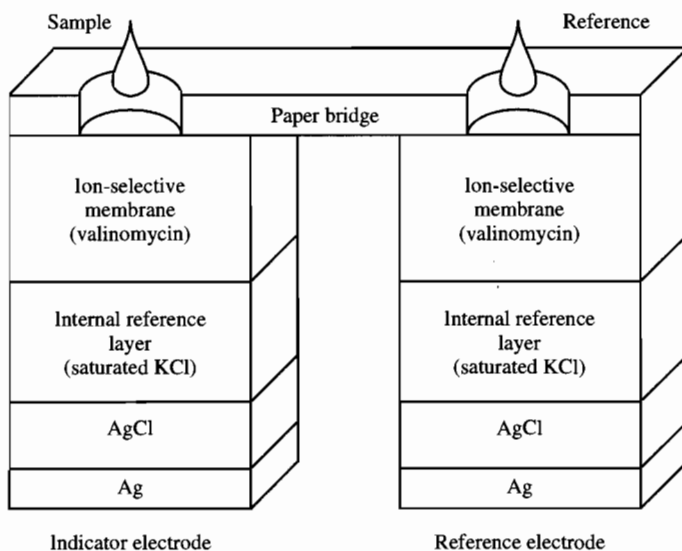 Sample
Reference
Paper bridge
Ion-selective
membrane
(valinomycin)
Ion-selective
membrane
(valinomycin)
Internal reference
layer
(saturated KCl)
Internal reference
layer
(saturated KCl)
AgCl
AgCl
Ag
Ag
Indicator electrode
Reference electrode